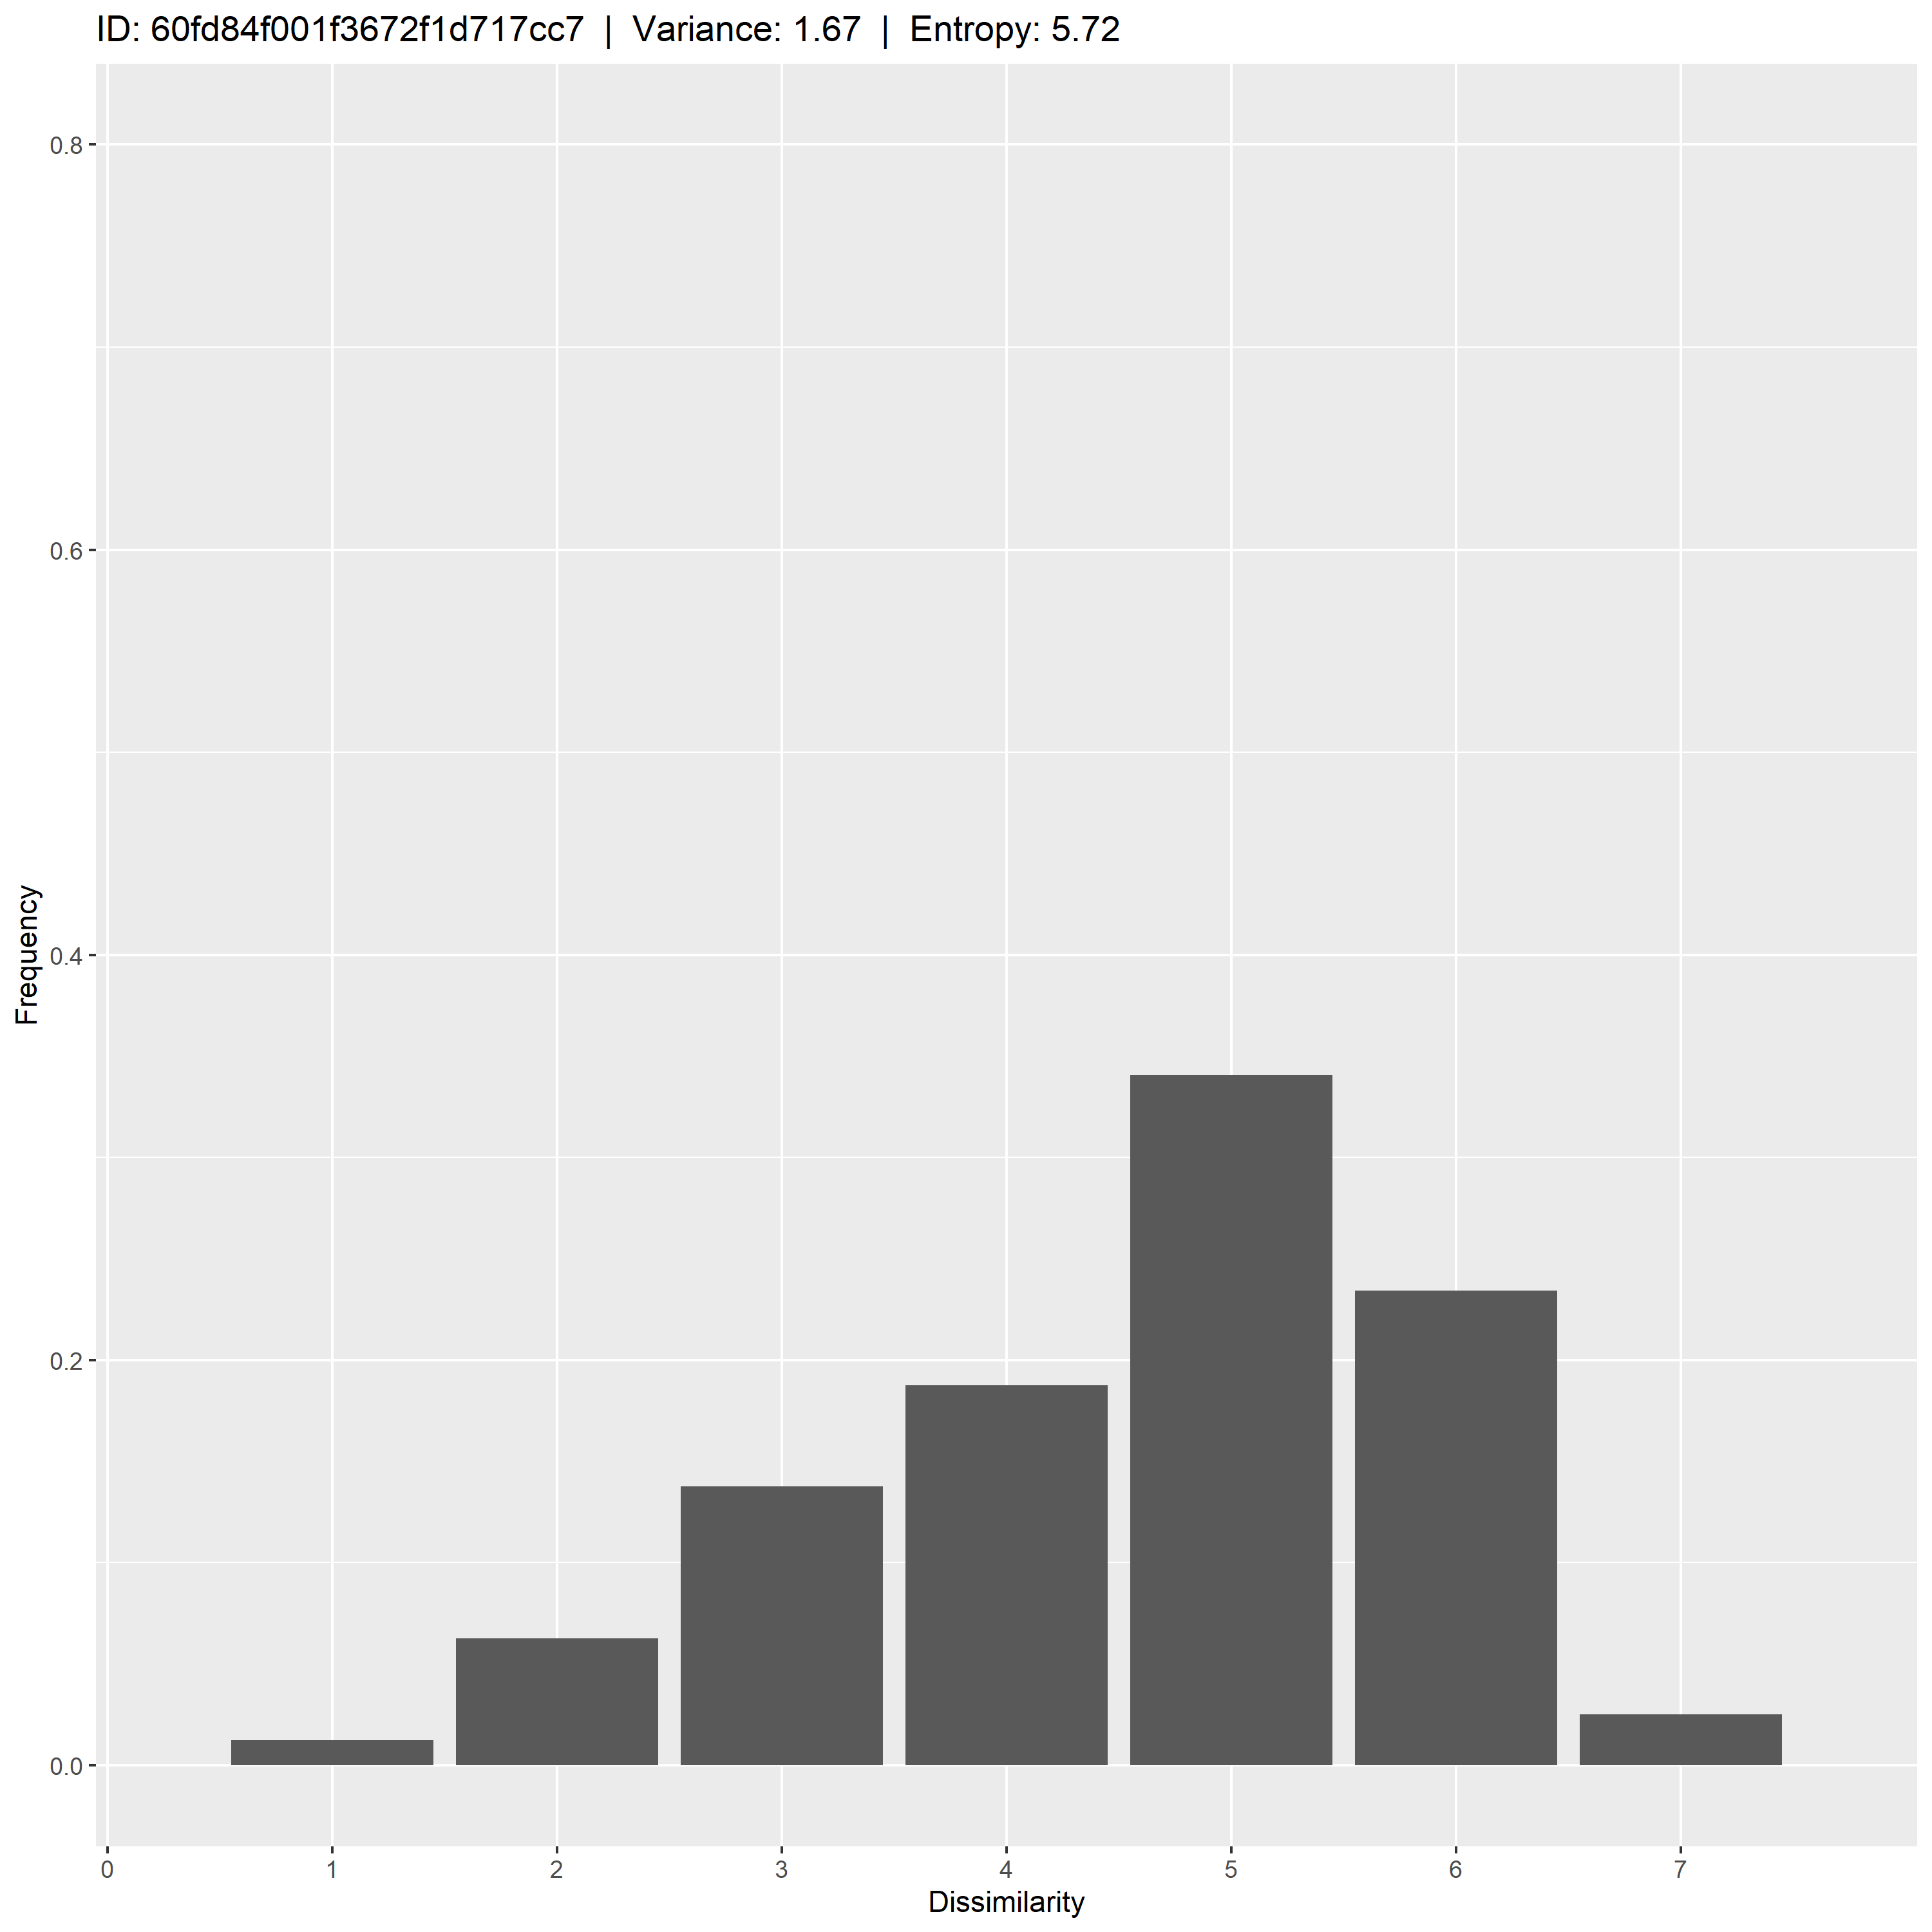 ID: 60fd84f001f3672f1d717cc7 | Variance: 1.67 | Entropy: 5.72
0.8
0.6
0.4
0.2
0.0
Frequency
0 1 2 3 4 5 6 7
Dissimilarity